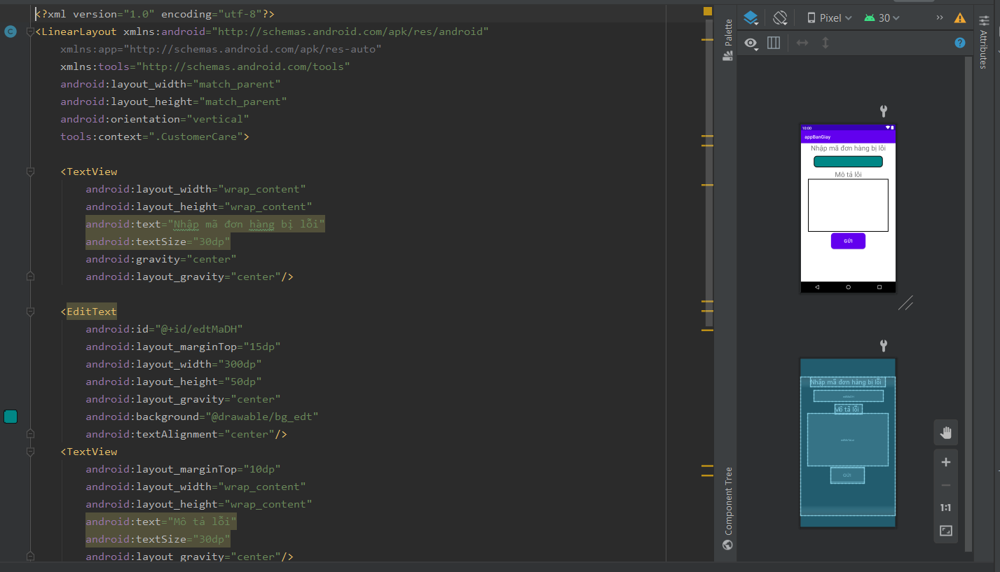 <?xml version="1.0" encoding="utf-8"?>
<LinearLayout xmlns:android="http://schemas.android.com/apk/res/android"
xmlns:app="http://schemas.android.com/apk/res-auto"
xmlns:tools="http://schemas.android.com/tools"
android:layout_width="match_parent"
android:layout_height="match_parent"
android:orientation="vertical"
tools:context=".CustomerCare">
<TextView
android:layout_width="wrap_content"
android:layout_height="wrap_content"
android:text="Nhập mã đơn hàng bị lỗi"
android:textSize="30dp"
android:gravity="center"
android:layout_gravity="center"/>
<EditText
android:id="@+id/edtMaDH"
android:layout_marginTop="15dp"
android:layout_width="300dp"
android:layout_height="50dp"
android:layout_gravity="center"
android:background="@drawable/bg_edt"
android:textAlignment="center"/>
<TextView
android:layout_marginTop="10dp"
android:layout_width="wrap_content"
android:layout_height="wrap_content"
android:text="Mô tả lỗi"
android:textSize="30dp"
android:layout_gravity="center"/>
C
Palette
Component Tree
Pixel
30
Attributes
10:00
appBanGiay
Nhập mã đơn hàng bị lỗi
Mô tả lỗi
GỬI
Nhập mã đơn hàng bị lỗi
Mô tả lỗi
GỬI
1:1